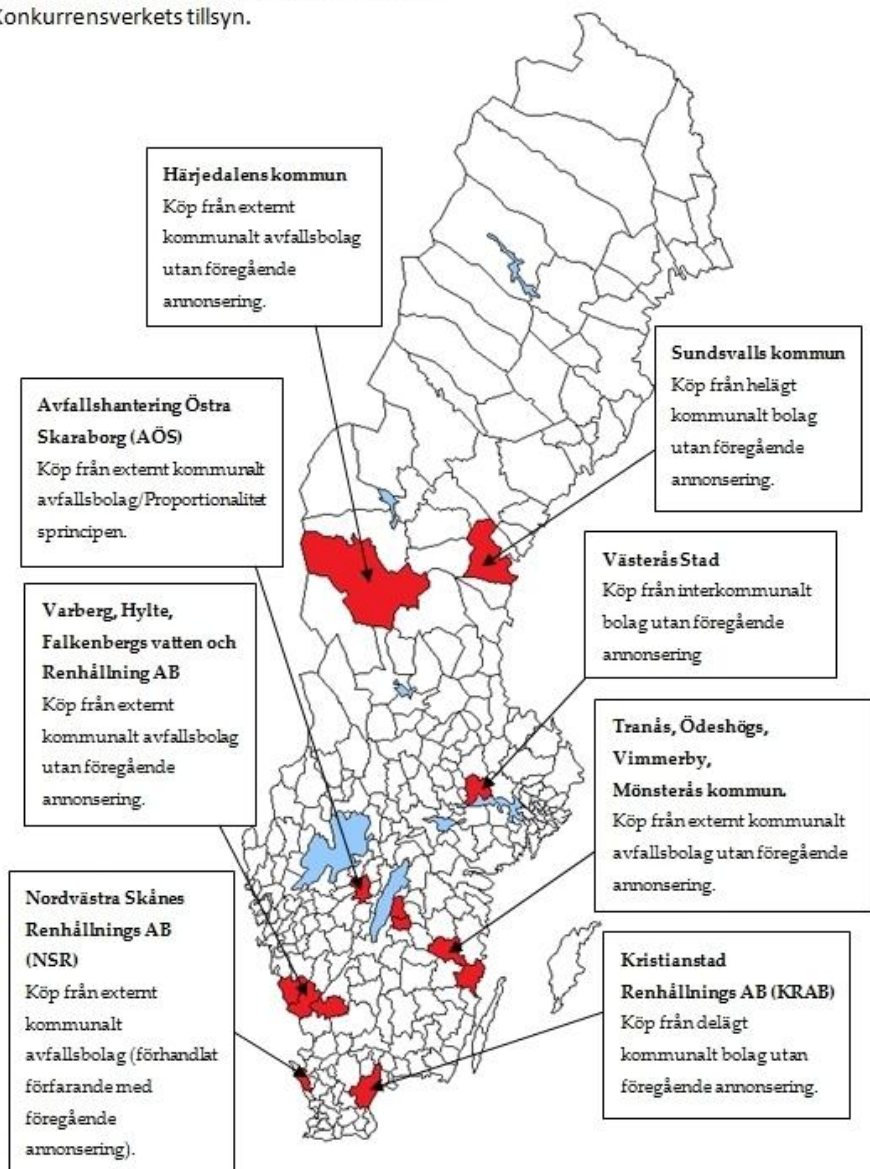 Konkurrensverkets tillsyn.
Härjedalens kommun
Köp från externt
kommunalt avfallsbolag
utan föregående
annonsering.
Sundsvalls kommun
Köp från helägt
kommunalt bolag
utan föregående
annonsering.
Avfallshantering Östra
Skaraborg (AÖS)
Köp från externt kommunalt
avfallsbolag/Proportionalitet
sprincipen.
Västerås Stad
Köp från interkommunalt
bolag utan föregående
annonsering
Varberg, Hylte,
Falkenbergs vatten och
Renhållning AB
Köp från externt
kommunalt avfallsbolag
utan föregående
annonsering.
Tranås, Ödeshögs,
Vimmerby,
Mönsterås kommun.
Köp från externt kommunalt
avfallsbolag utan föregående
annonsering.
Nordvästra Skånes
Renhållnings AB
(NSR)
Köp från externt
kommunalt
avfallsbolag (förhandlat
förfarande med
föregående
annonsering).
Kristianstad
Renhållnings AB (KRAB)
Köp från delägt
kommunalt bolag utan
föregående annonsering.